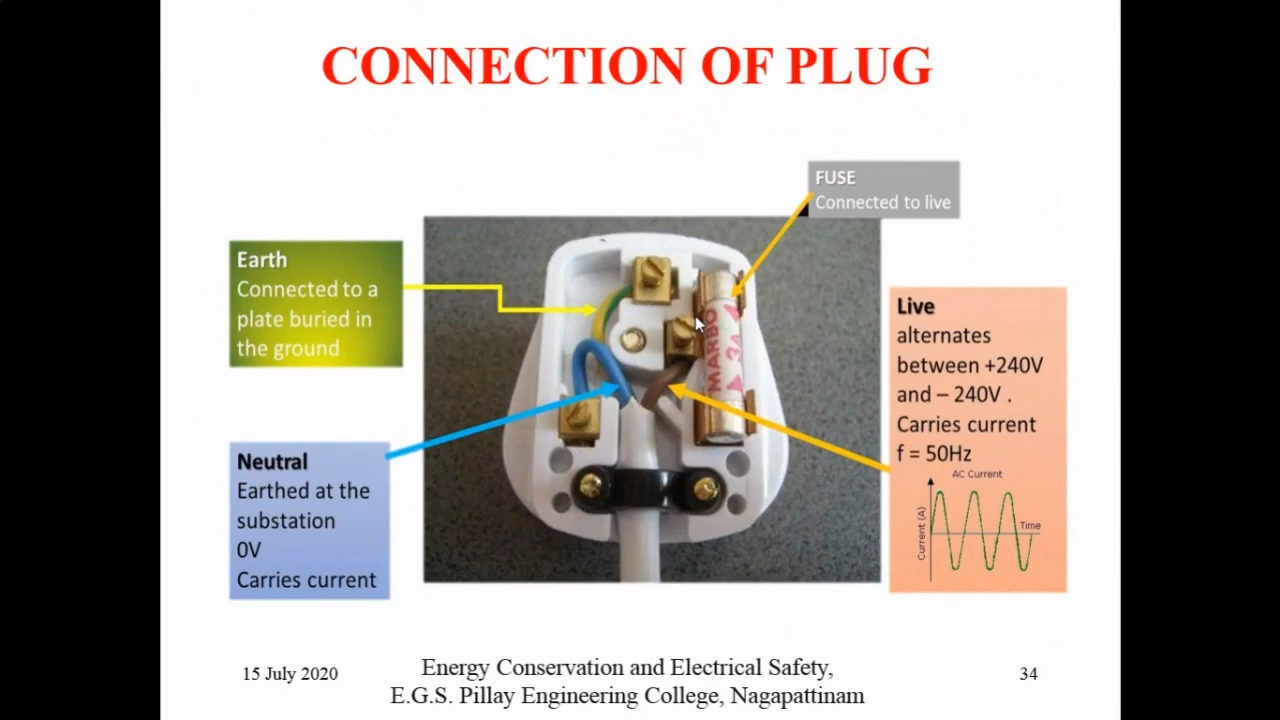 CONNECTION OF PLUG
FUSE
Connected to live
Earth
Connected to a
plate buried in
the ground
Live
alternates
between +240V
and – 240V .
Carries current
f = 50Hz
AC Current
Current (A)
Time
MARBO
3A
Neutral
Earthed at the
substation
0V
Carries current
15 July 2020
Energy Conservation and Electrical Safety,
E.G.S. Pillay Engineering College, Nagapattinam
34